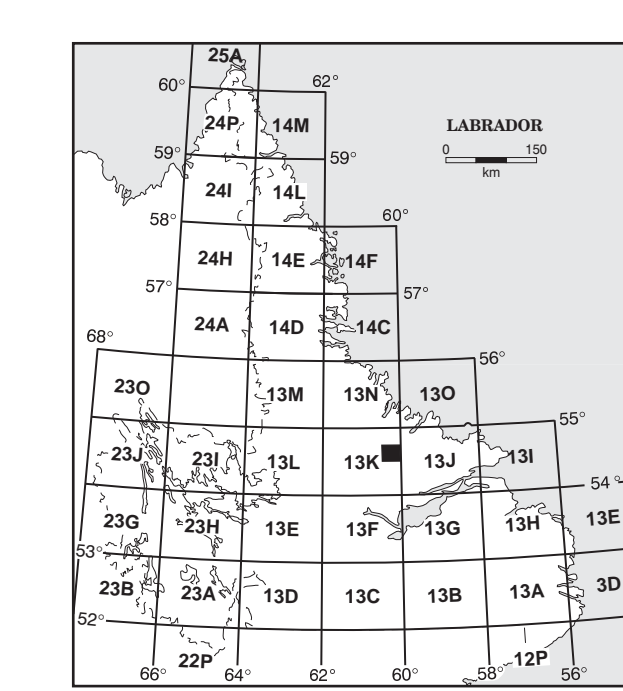 25A
60° 62°
24P 14M LABRADOR
59° 59° 0 150
km
24I 14L
58° 60°
24H 14E 14F
57° 57°
24A 14D 14C
68° 56°
23O 13M 13N 13O
55°
23J 23I 13L 13K 13J 13I
54°
23G 23H 13E 13F 13G 13H 13E
53°
23B 23A 13D 13C 13B 13A 3D
52°
22P 12P
66° 64° 62° 60° 58° 56°